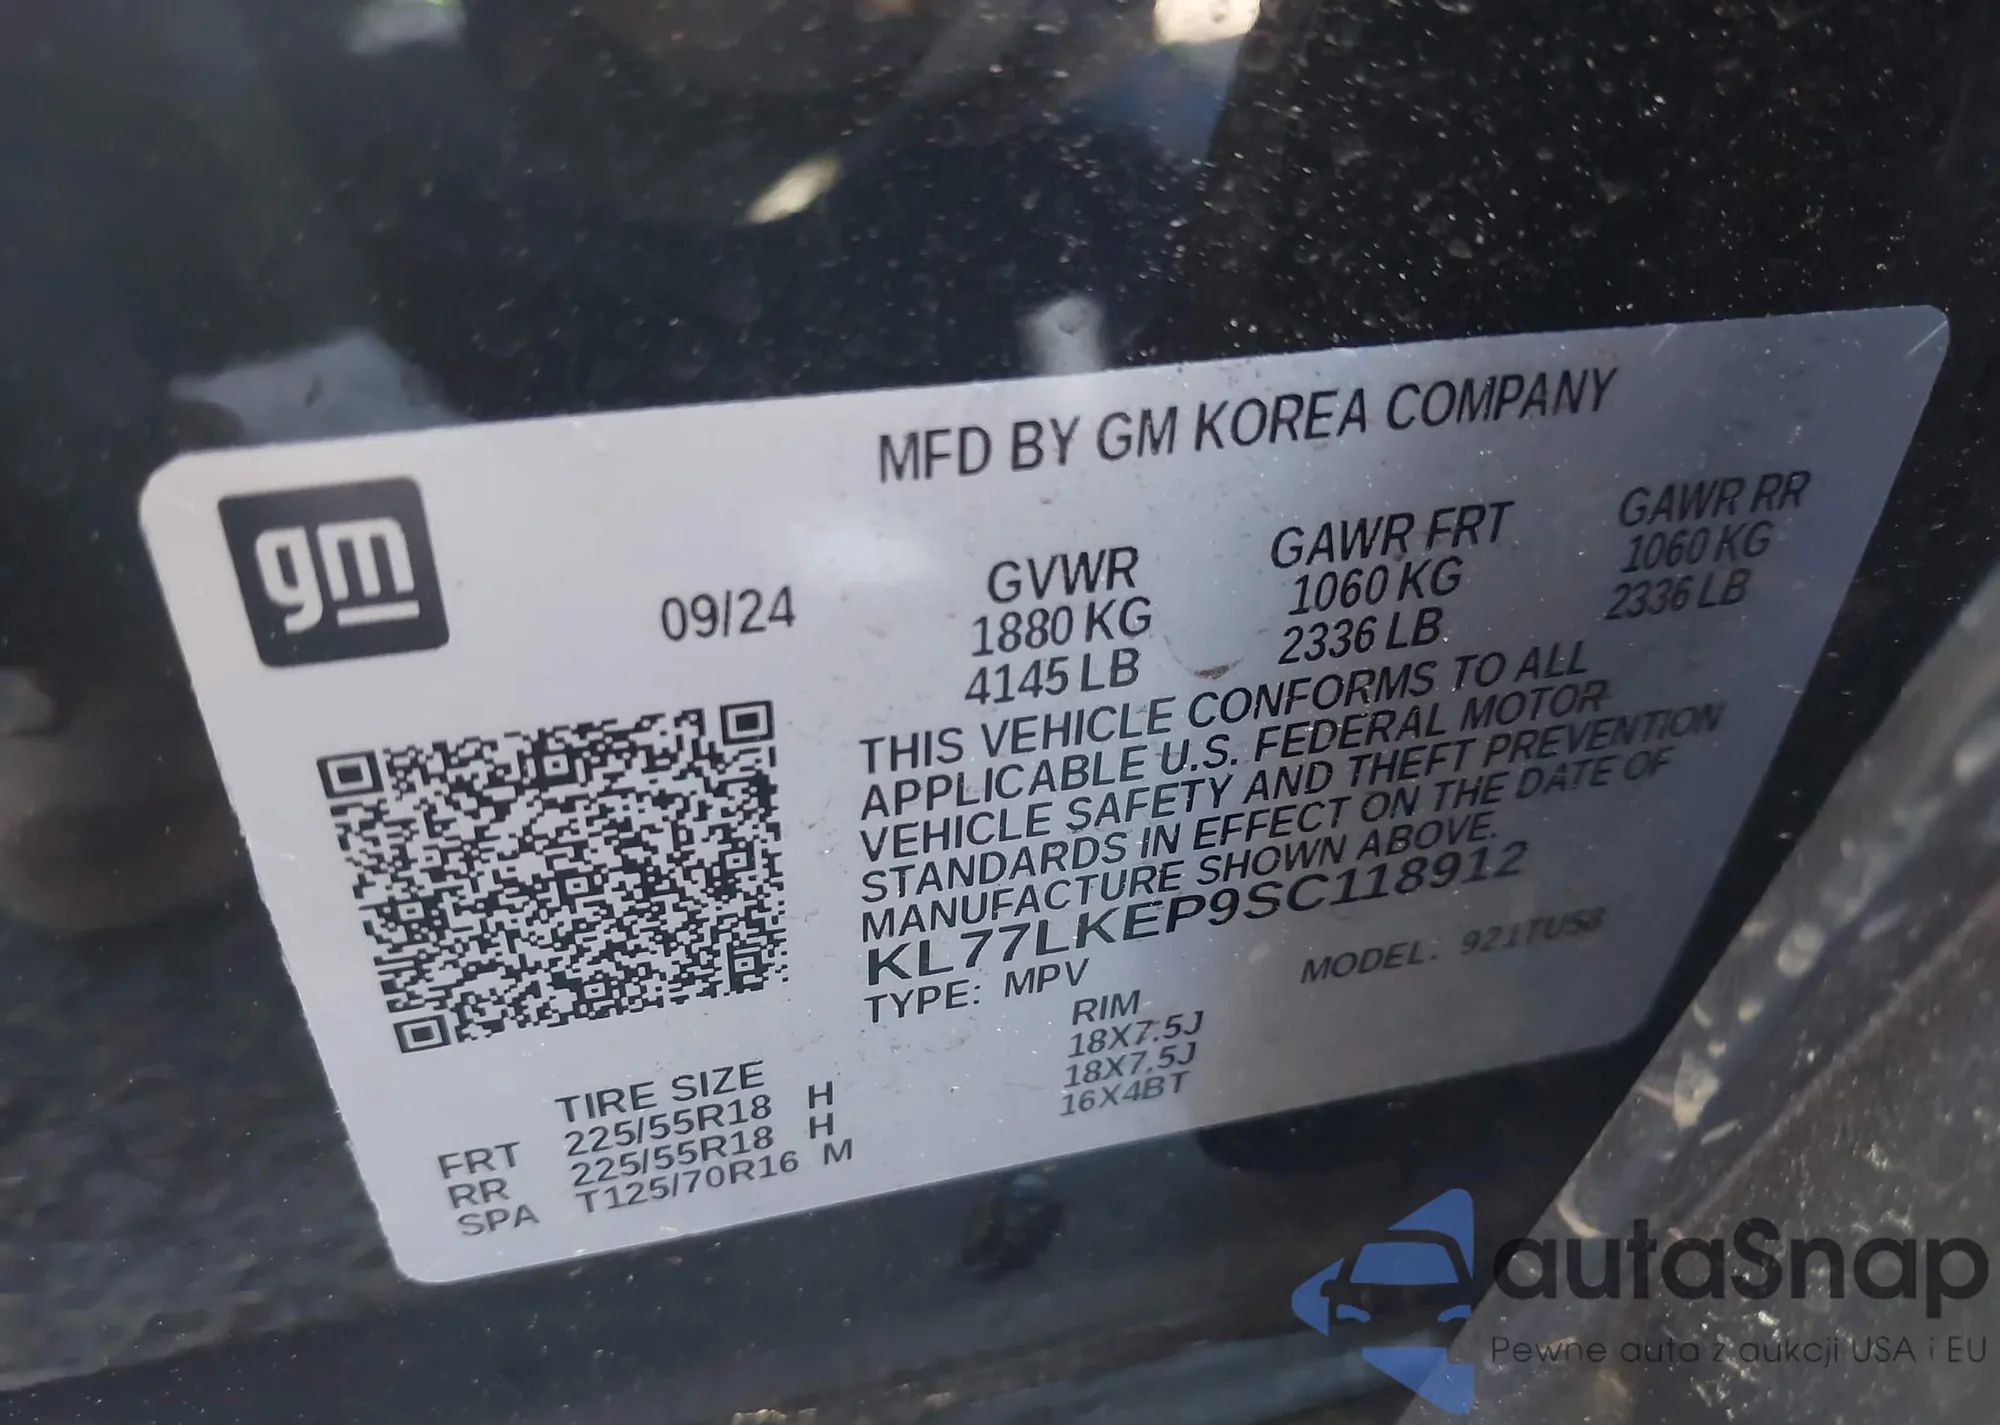 MFD BY GM KOREA COMPANY
gm
09/24
GVWR GAWR FRT GAWR RR
1880 KG 1060 KG 1060 KG
4145 LB 2336 LB 2336 LB
THIS VEHICLE CONFORMS TO ALL
APPLICABLE U.S. FEDERAL MOTOR
VEHICLE SAFETY AND THEFT PREVENTION
STANDARDS IN EFFECT ON THE DATE OF
MANUFACTURE SHOWN ABOVE.
KL77LKEP9SC118912
TYPE: MPV MODEL:
TIRE SIZE RIM
FRT 225/55R18 H 18X7.5J
RR 225/55R18 H 18X7.5J
SPA T125/70R16 M 16X4BT
autaSnap
Pewne auta z aukcji USA i EU